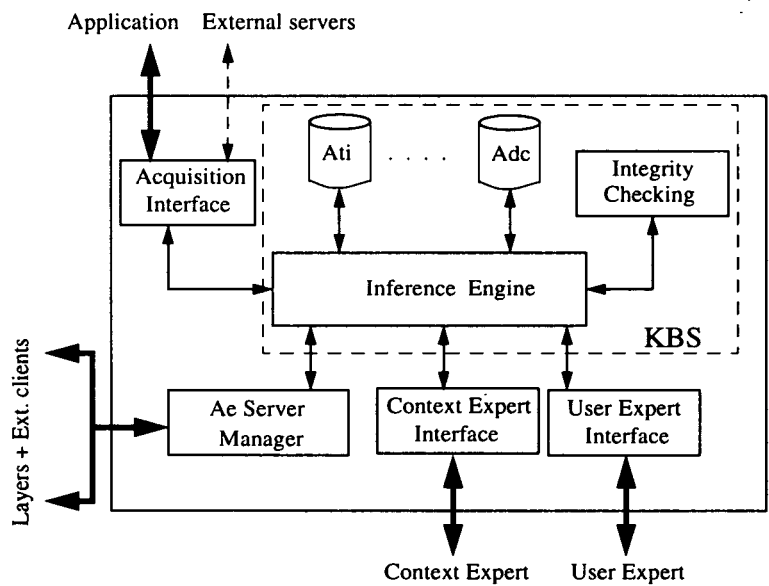 Application External servers
Ati . . . . Adc
Acquisition
Interface
Integrity
Checking
Inference Engine
KBS
Layers + Ext. clients
Ae Server
Manager
Context Expert
Interface
User Expert
Interface
Context Expert User Expert